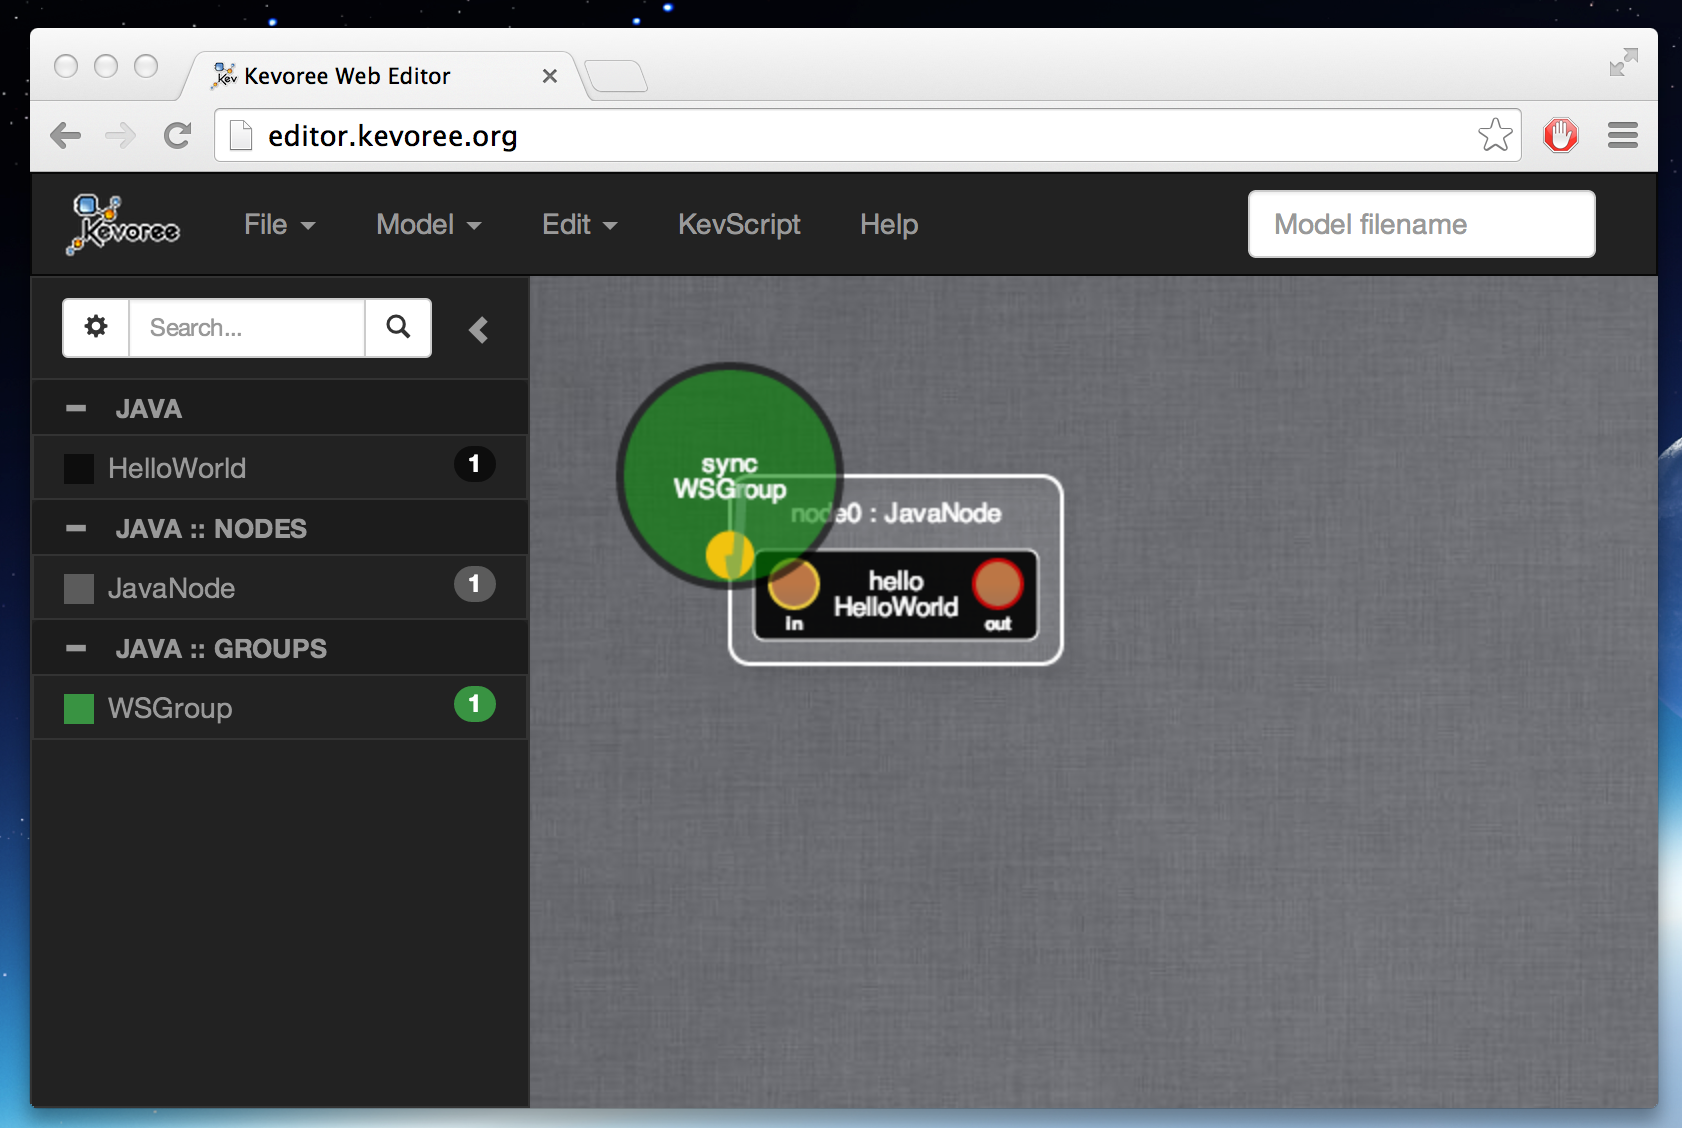 Kevoree Web Editor
editor.kevoree.org
Kevoree
File
Model
Edit
KevScript
Help
Model filename
Search...
JAVA
HelloWorld 1
JAVA :: NODES
JavaNode 1
JAVA :: GROUPS
WSGroup 1
sync
WSGroup
node0 : JavaNode
hello
HelloWorld
in
out